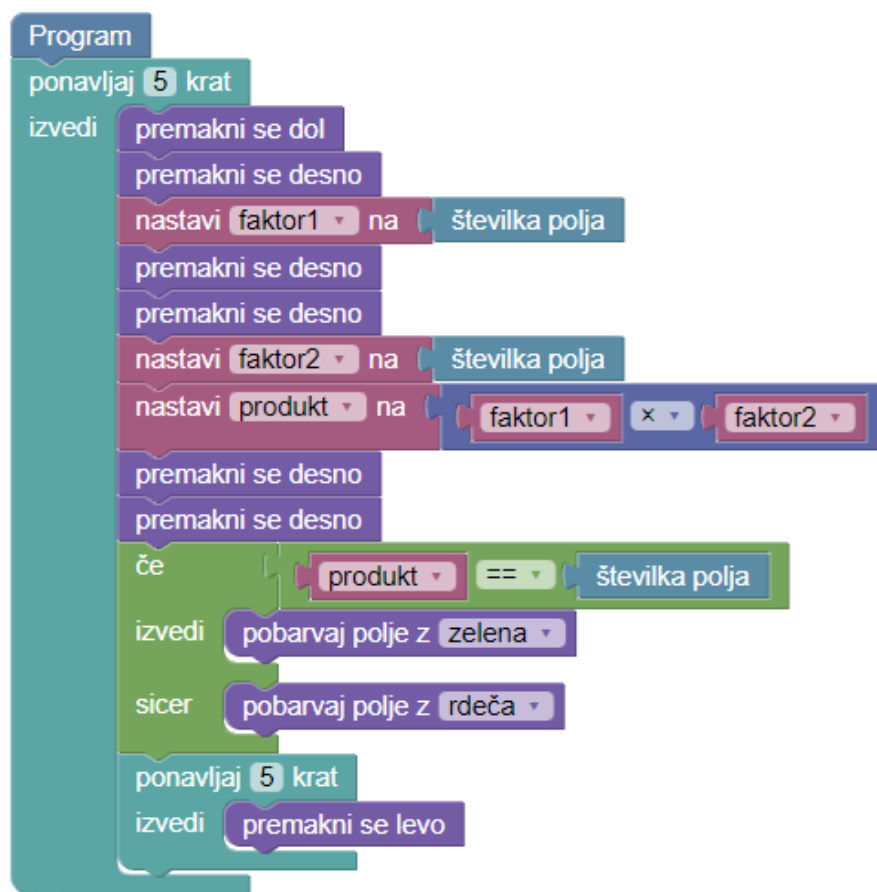 Program
ponavljaj 5 krat
izvedi premakni se dol
premakni se desno
nastavi faktor1 na številka polja
premakni se desno
premakni se desno
nastavi faktor2 na številka polja
nastavi produkt na faktor1 × faktor2
premakni se desno
premakni se desno
če produkt == številka polja
izvedi pobarvaj polje z zelena
sicer pobarvaj polje z rdeča
ponavljaj 5 krat
izvedi premakni se levo